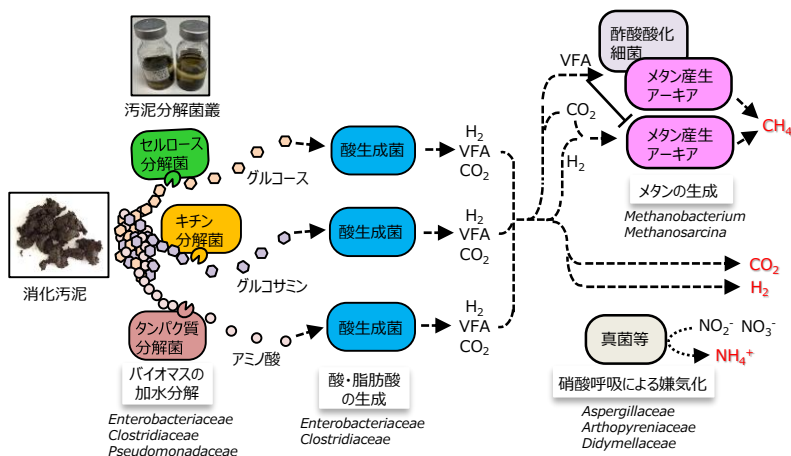 汚泥分解菌叢
消化汚泥
セルロース
分解菌
グルコース
キチン
分解菌
グルコサミン
タンパク質
分解菌
アミノ酸
バイオマスの
加水分解
Enterobacteriaceae
Clostridiaceae
Pseudomonadaceae
酸生成菌
酸生成菌
酸生成菌
酸・脂肪酸
の生成
Enterobacteriaceae
Clostridiaceae
H₂
VFA
CO₂
H₂
VFA
CO₂
H₂
VFA
CO₂
VFA
CO₂
H₂
酢酸酸化
細菌
メタン産生
アーキア
メタン産生
アーキア
CH₄
メタンの生成
Methanobacterium
Methanosarcina
CO₂
H₂
真菌等
NO₂⁻ NO₃⁻
NH₄⁺
硝酸呼吸による嫌気化
Aspergillaceae
Arthopyreniaceae
Didymellaceae